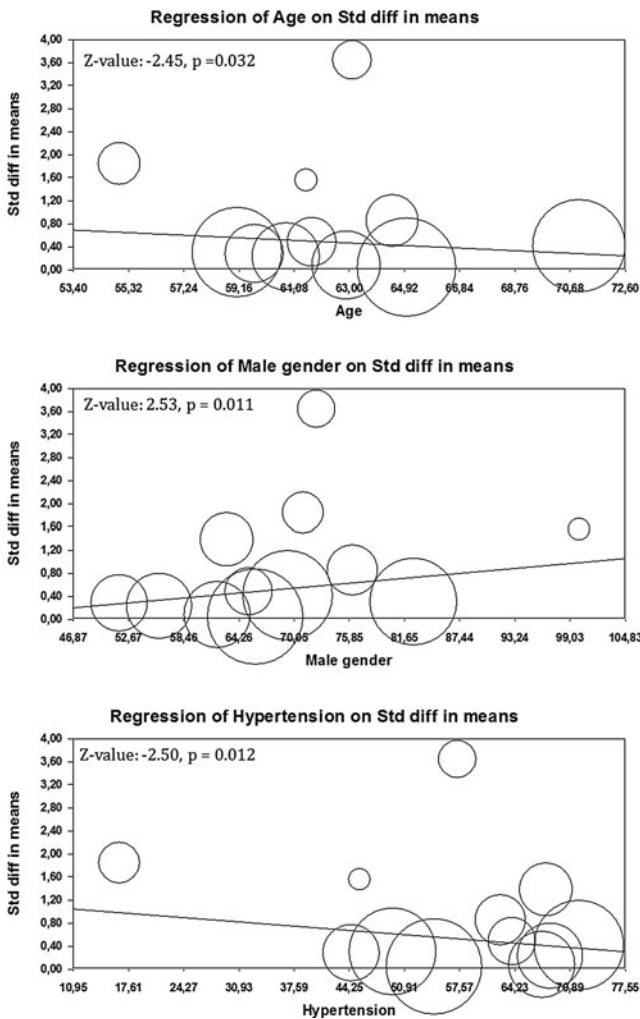 Regression of Age on Std diff in means
Z-value: -2.45, p =0.032
Std diff in means
4,00
3,60
3,20
2,80
2,40
2,00
1,60
1,20
0,80
0,40
0,00
53,40 55,32 57,24 59,16 61,08 63,00 64,92 66,84 68,76 70,68 72,60
Age
Regression of Male gender on Std diff in means
Z-value: 2.53, p = 0.011
Std diff in means
4,00
3,60
3,20
2,80
2,40
2,00
1,60
1,20
0,80
0,40
0,00
46,87 52,67 58,46 64,26 70,05 75,85 81,65 87,44 93,24 99,03 104,83
Male gender
Regression of Hypertension on Std diff in means
Z-value: -2.50, p = 0.012
Std diff in means
4,00
3,60
3,20
2,80
2,40
2,00
1,60
1,20
0,80
0,40
0,00
10,95 17,61 24,27 30,93 37,59 44,25 50,91 57,57 64,23 70,89 77,55
Hypertension